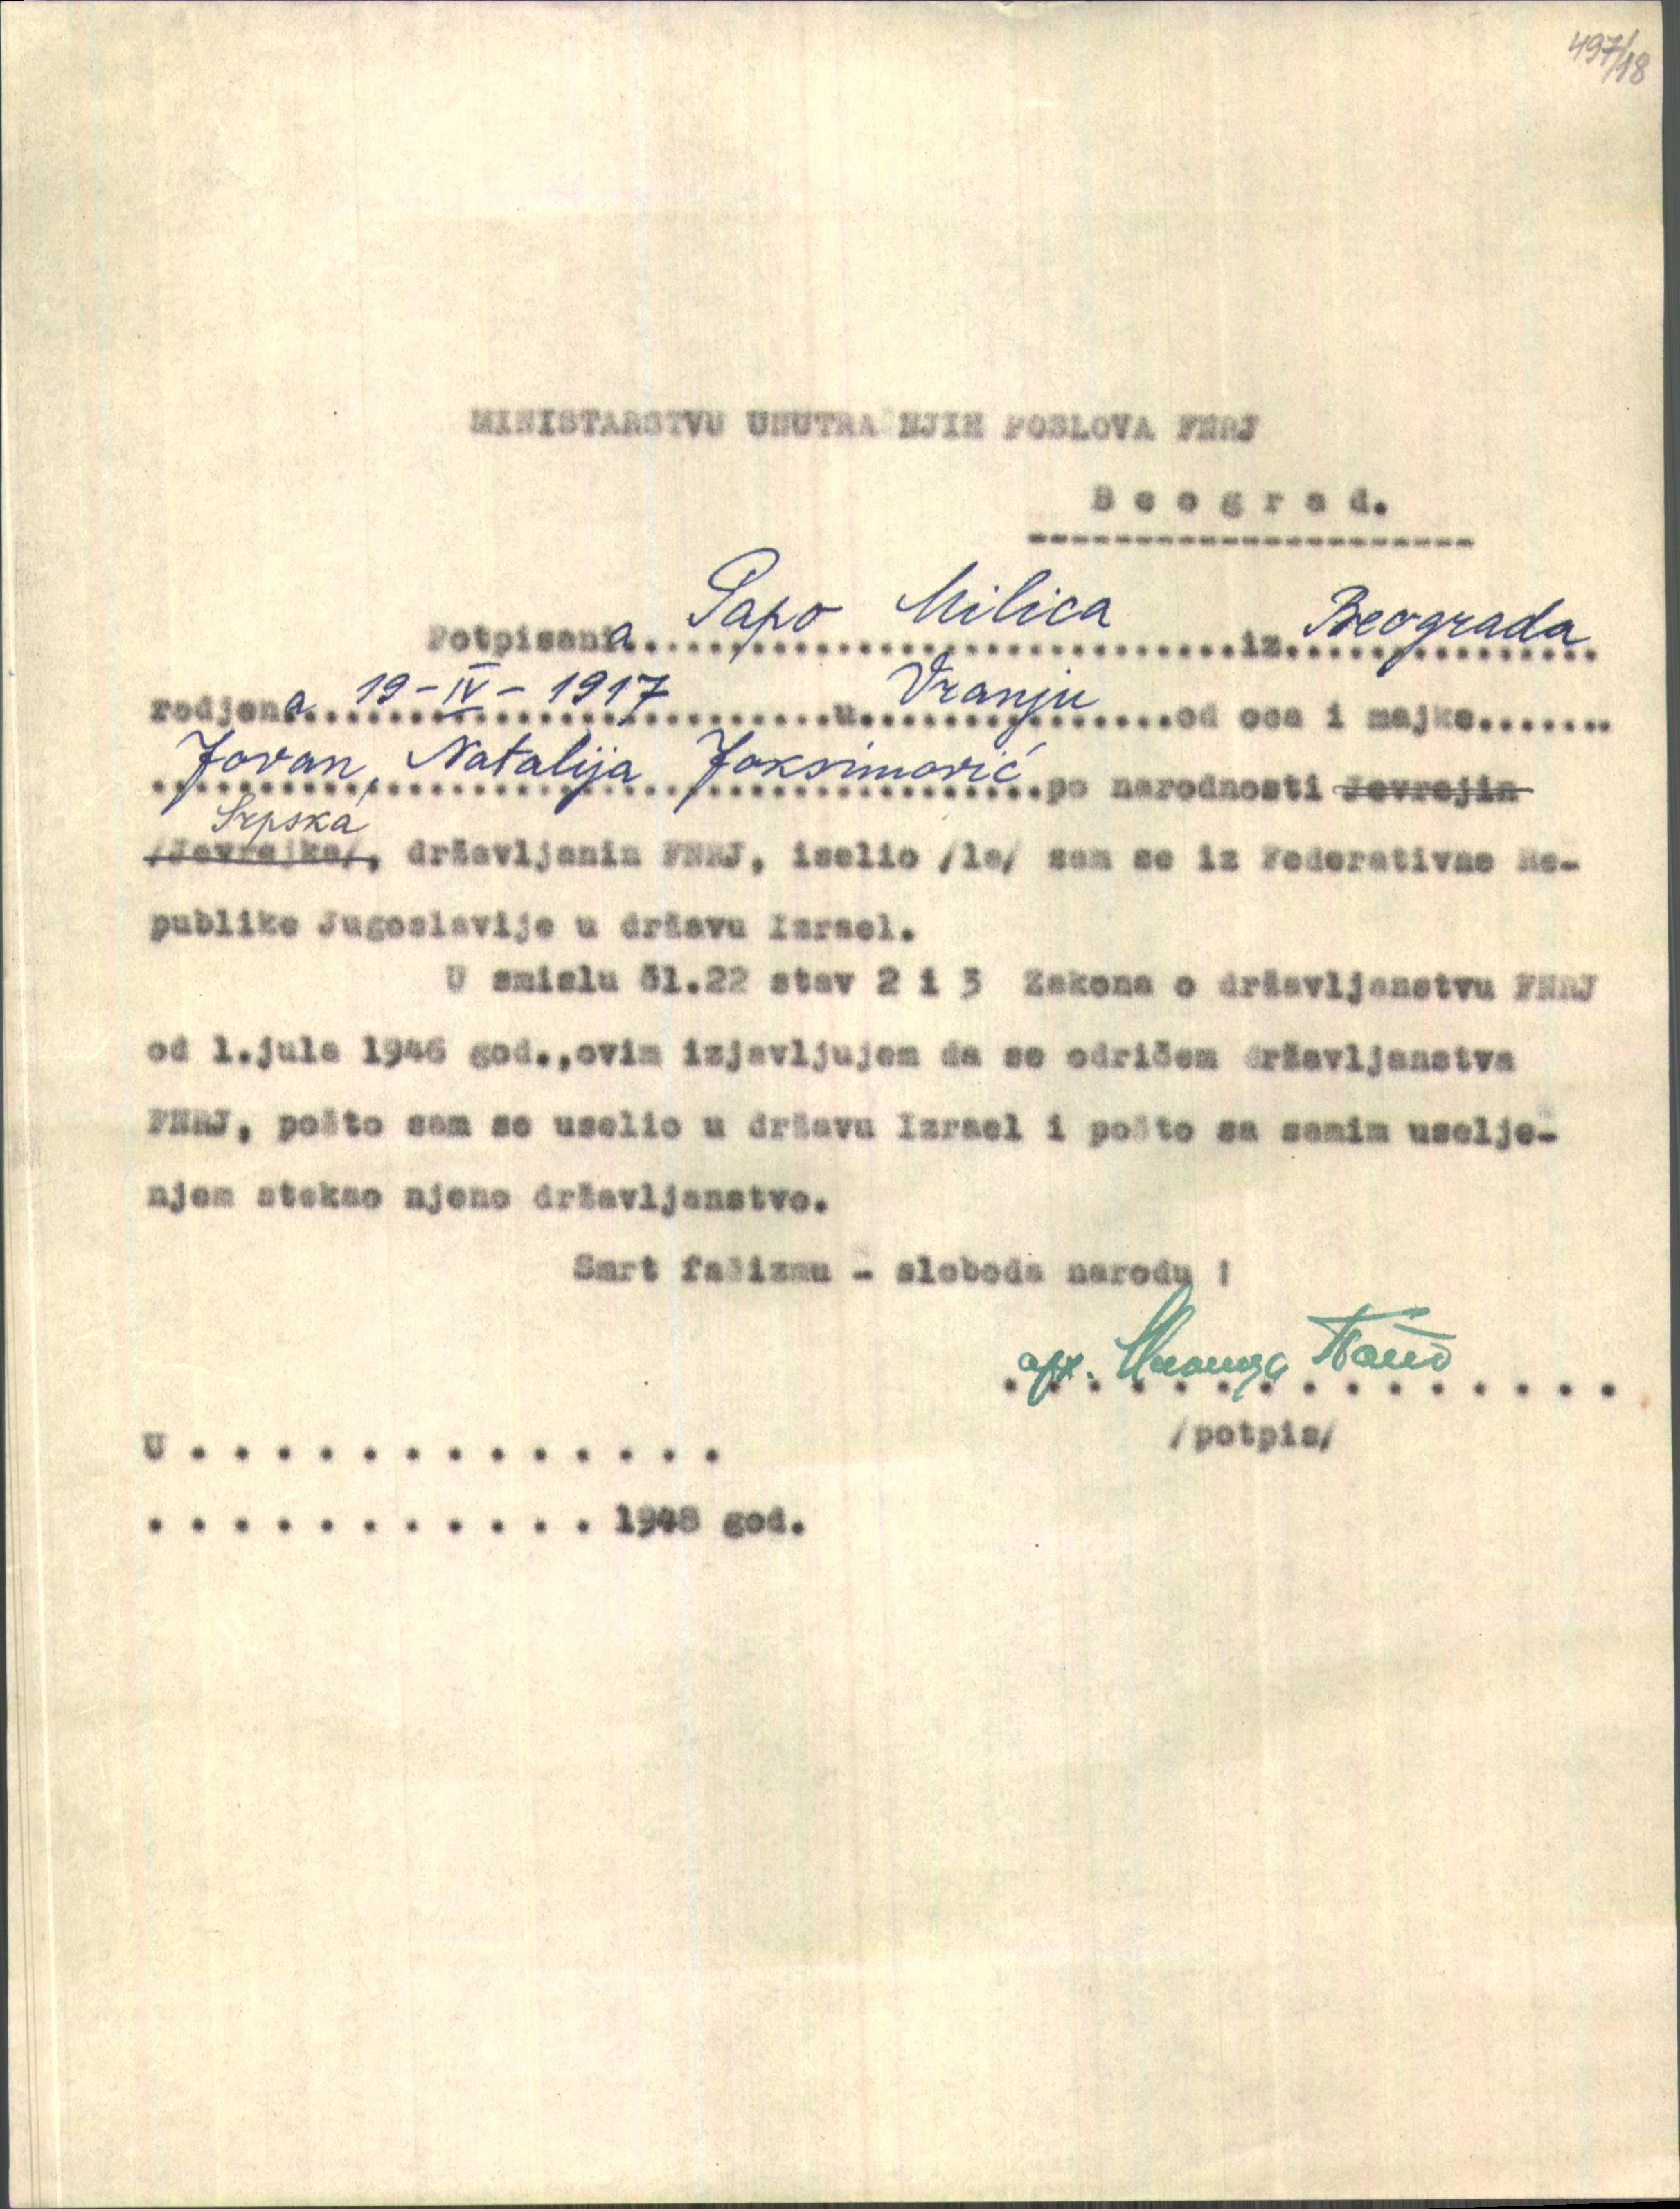 497/18
MINISTARSTVU UNUTRAŠNJIH POSLOVA FNRJ
Beograd.
Potpisana Papo Milica iz Beograda
rodjena 19-IV-1917 u Vranju od oca i majke
Jovan, Natalija Joksimović po narodnosti Jevrejin
Srpska
/Jevrejka/, državljanin FNRJ, iselio /la/ sam se iz Federativne Re-
publike Jugoslavije u državu Izrael.
U smislu čl.22 stav 2 i 3 Zakona o državljanstvu FNRJ
od 1.jula 1946 god.,ovim izjavljujem da se odričem državljanstva
FNRJ, pošto sam se uselio u državu Izrael i pošto sa samim uselje-
njem stekao njeno državljanstvo.
Smrt fašizmu - sloboda narodu !
арх. Милица Папо
/potpis/
U . . . . . . . . . . . . . . .
. . . . . . . . . . . . 1948 god.